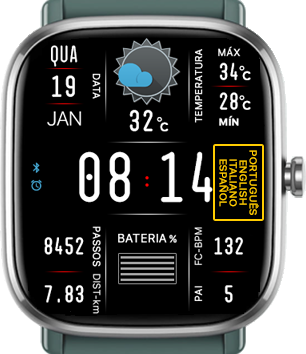 QUA
19
JAN
DATA
32°c
TEMPERATURA
MÁX
34°c
28°c
MÍN
08:14
PORTUGUÊS
ENGLISH
ITALIANO
ESPAÑOL
8452
7.83
PASSOS
DIST-km
BATERIA %
FC-BPM
PAI
132
5